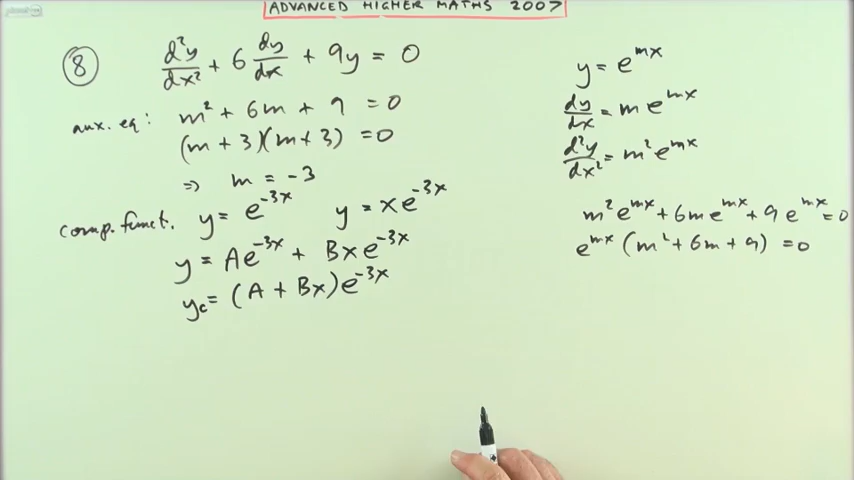 ADVANCED HIGHER MATHS 2007
8 d²y/dx² + 6 dy/dx + 9y = 0
aux. eq: m² + 6m + 9 = 0
(m + 3)(m + 3) = 0
=> m = -3
comp. funct. y = e^-3x y = xe^-3x
y = Ae^-3x + Bxe^-3x
y_c = (A + Bx)e^-3x
y = e^mx
dy/dx = me^mx
d²y/dx² = m²e^mx
m²e^mx + 6me^mx + 9e^mx = 0
e^mx (m² + 6m + 9) = 0